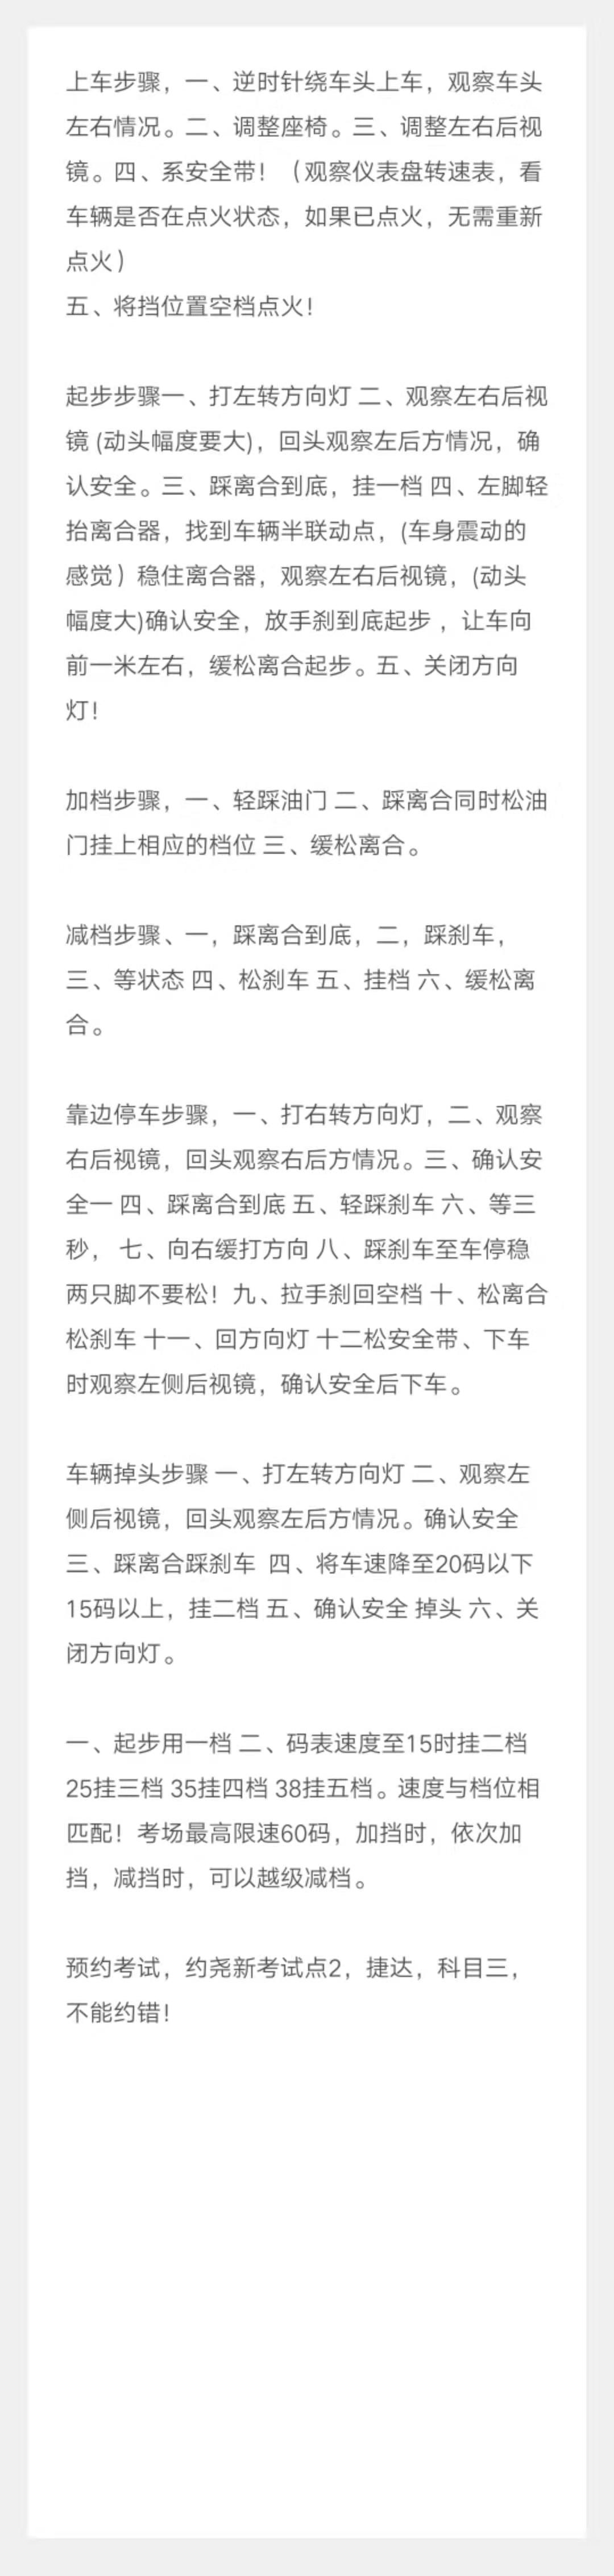 上车步骤，一、逆时针绕车头上车，观察车头
左右情况。二、调整座椅。三、调整左右后视
镜。四、系安全带！（观察仪表盘转速表，看
车辆是否在点火状态，如果已点火，无需重新
点火）
五、将挡位置空档点火！
起步步骤一、打左转方向灯 二、观察左右后视
镜 (动头幅度要大)，回头观察左后方情况，确
认安全。三、踩离合到底，挂一档 四、左脚轻
抬离合器，找到车辆半联动点，(车身震动的
感觉）稳住离合器，观察左右后视镜，(动头
幅度大)确认安全，放手刹到底起步 ，让车向
前一米左右，缓松离合起步。五、关闭方向
灯！
加档步骤，一、轻踩油门 二、踩离合同时松油
门挂上相应的档位 三、缓松离合。
减档步骤、一，踩离合到底，二，踩刹车，
三、等状态 四、松刹车 五、挂档 六、缓松离
合。
靠边停车步骤，一、打右转方向灯，二、观察
右后视镜，回头观察右后方情况。三、确认安
全一 四、踩离合到底 五、轻踩刹车 六、等三
秒， 七、向右缓打方向 八、踩刹车至车停稳
两只脚不要松！九、拉手刹回空档 十、松离合
松刹车 十一、回方向灯 十二松安全带、下车
时观察左侧后视镜，确认安全后下车。
车辆掉头步骤 一、打左转方向灯 二、观察左
侧后视镜，回头观察左后方情况。确认安全
三、踩离合踩刹车 四、将车速降至20码以下
15码以上，挂二档 五、确认安全 掉头 六、关
闭方向灯。
一、起步用一档 二、码表速度至15时挂二档
25挂三档 35挂四档 38挂五档。速度与档位相
匹配！考场最高限速60码，加挡时，依次加
挡，减挡时，可以越级减档。
预约考试，约尧新考试点2，捷达，科目三，
不能约错！